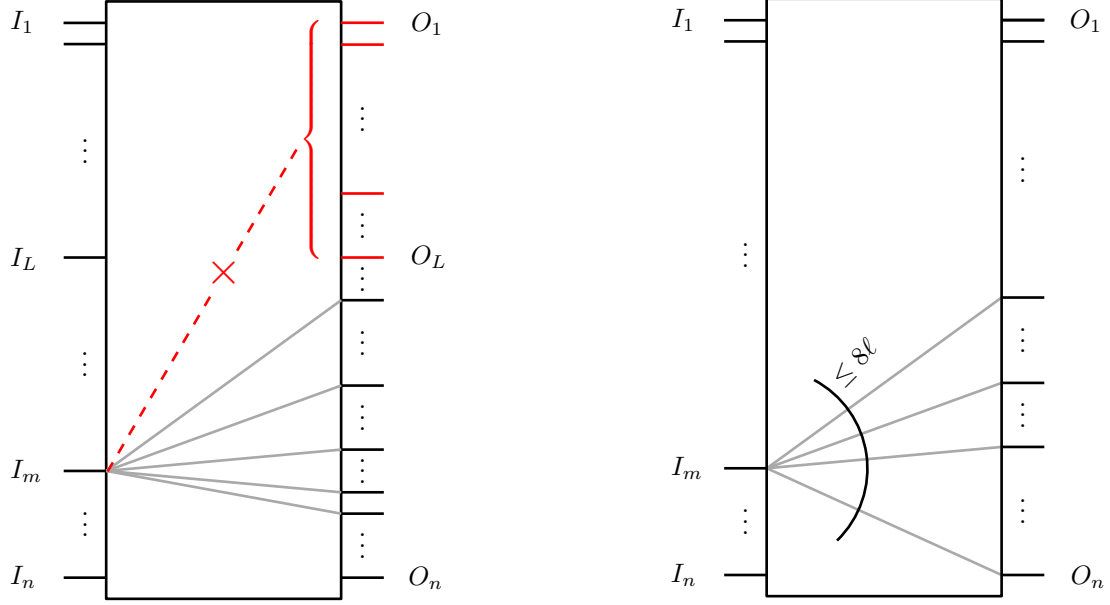 I_1
O_1
⋮
⋮
⋮
I_L
O_L
⋮
⋮
⋮
⋮
I_m
⋮
⋮
⋮
I_n
O_n
I_1
O_1
⋮
⋮
⋮
≤ 8ℓ
⋮
I_m
⋮
⋮
I_n
O_n